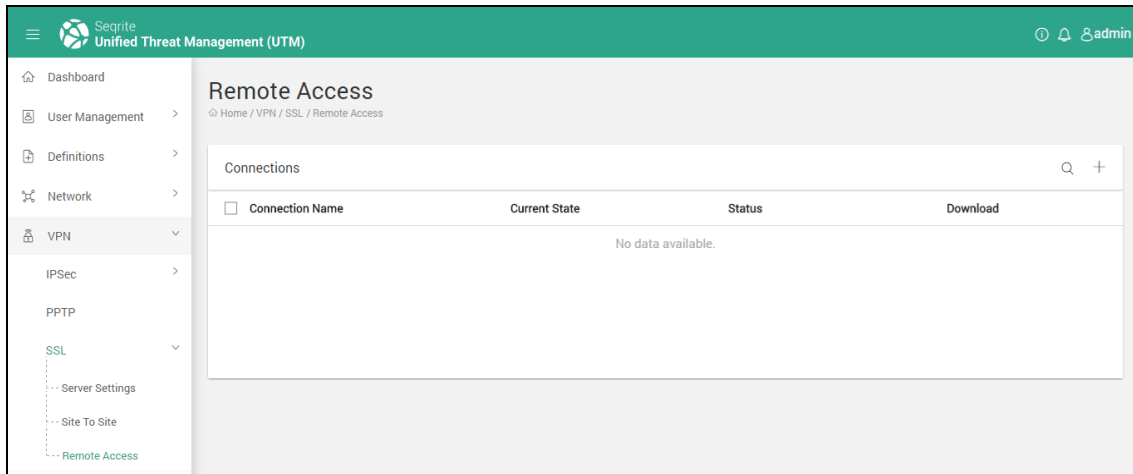 Seqrite
Unified Threat Management (UTM)
admin
Dashboard
User Management
Definitions
Network
VPN
IPSec
PPTP
SSL
Server Settings
Site To Site
Remote Access
Remote Access
Home / VPN / SSL / Remote Access
Connections
Connection Name Current State Status Download
No data available.